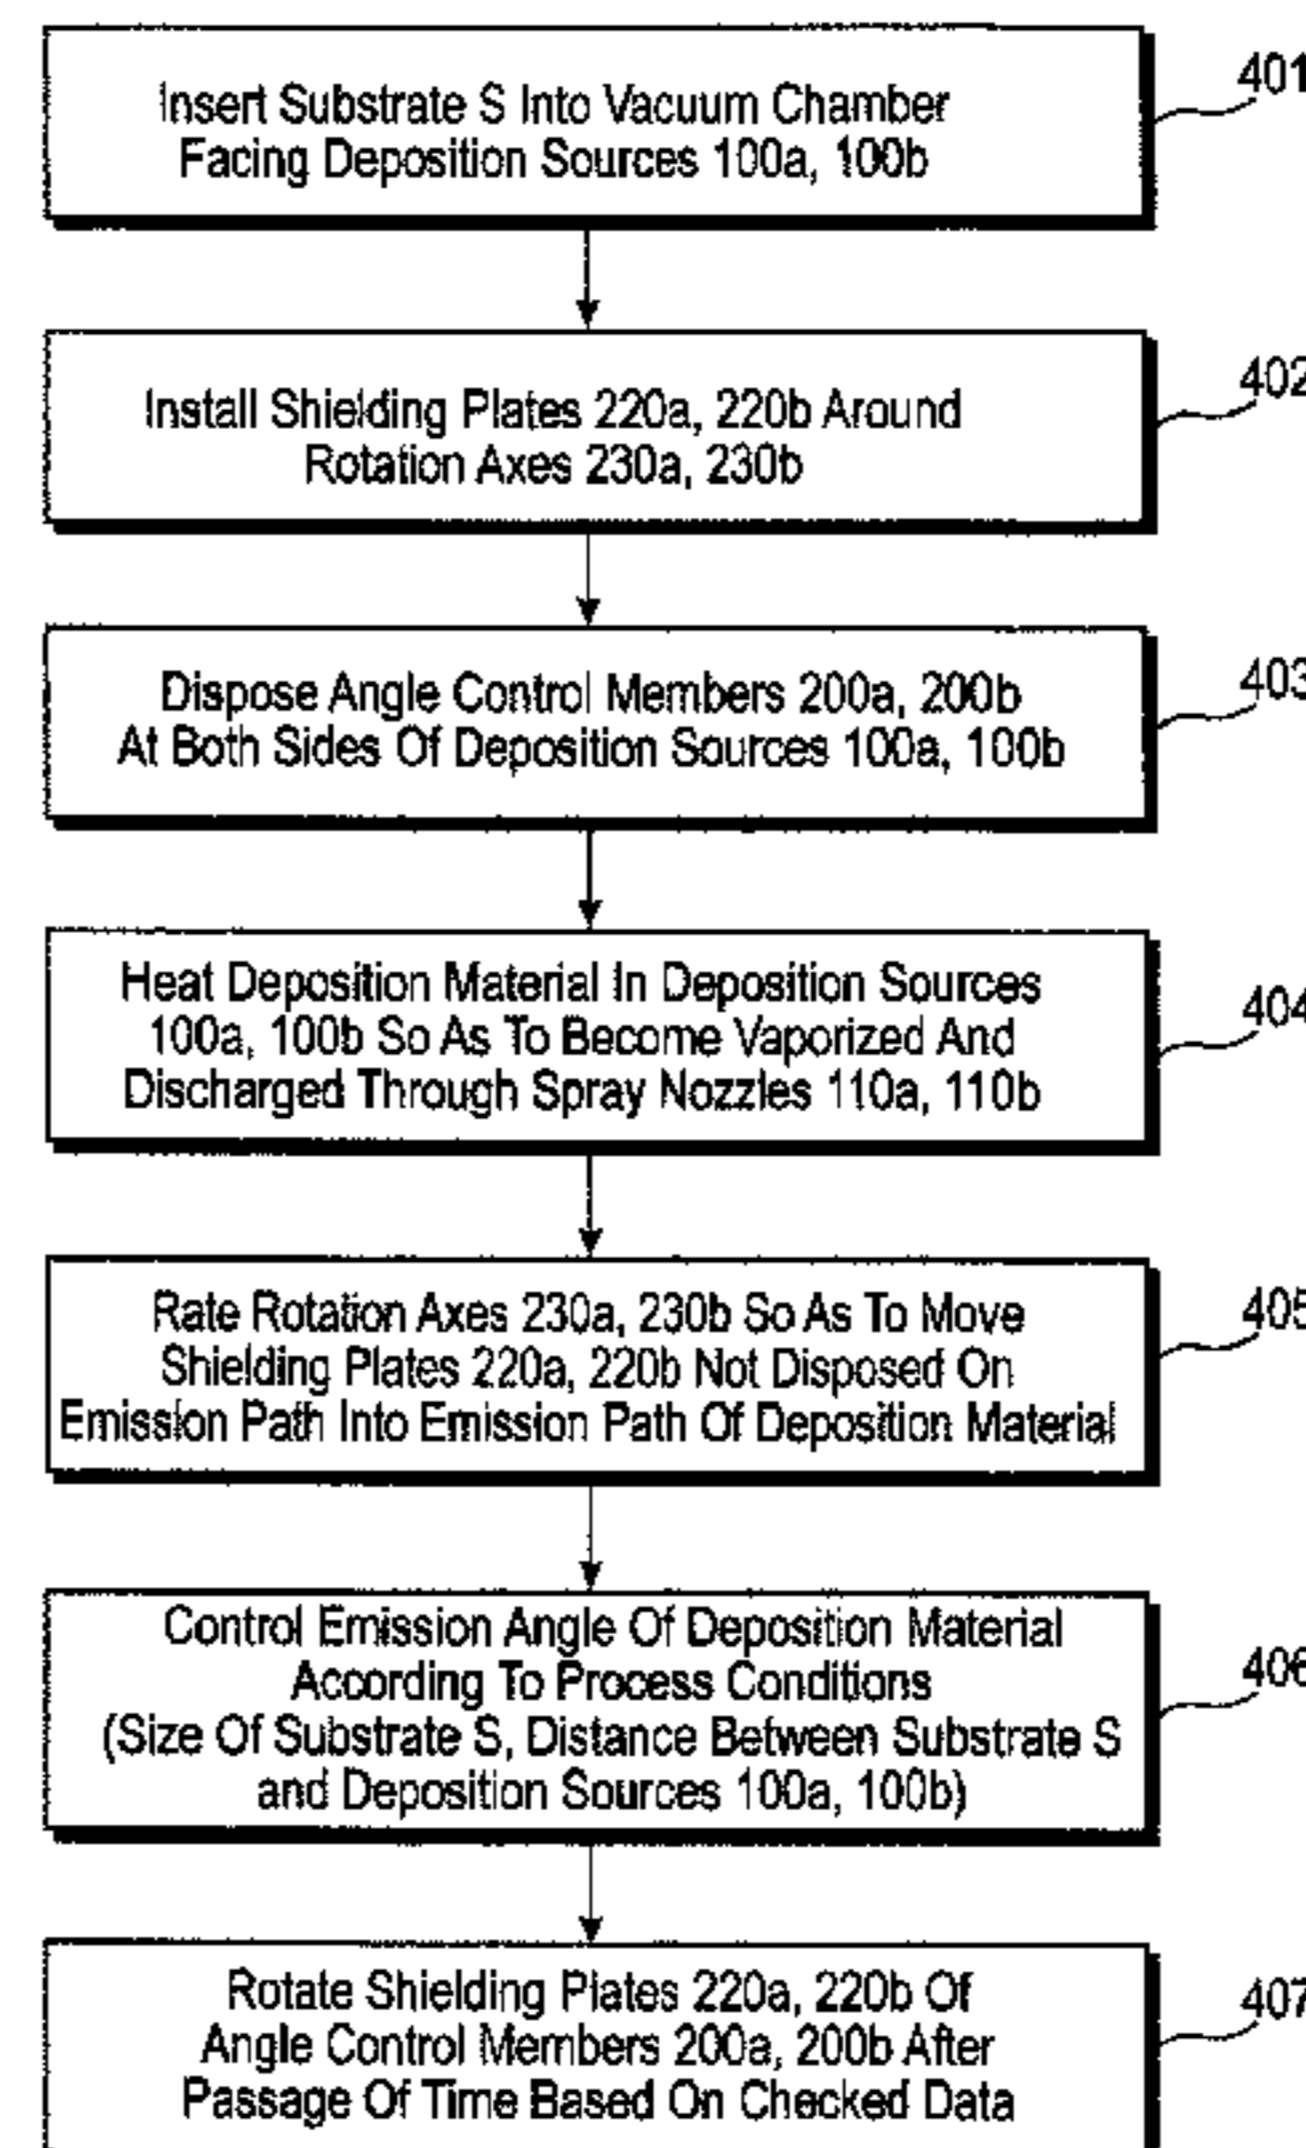 Insert Substrate S Into Vacuum Chamber
Facing Deposition Sources 100a, 100b
401
Install Shielding Plates 220a, 220b Around
Rotation Axes 230a, 230b
402
Dispose Angle Control Members 200a, 200b
At Both Sides Of Deposition Sources 100a, 100b
403
Heat Deposition Material In Deposition Sources
100a, 100b So As To Become Vaporized And
Discharged Through Spray Nozzles 110a, 110b
404
Rate Rotation Axes 230a, 230b So As To Move
Shielding Plates 220a, 220b Not Disposed On
Emission Path Into Emission Path Of Deposition Material
405
Control Emission Angle Of Deposition Material
According To Process Conditions
(Size Of Substrate S, Distance Between Substrate S
and Deposition Sources 100a, 100b)
406
Rotate Shielding Plates 220a, 220b Of
Angle Control Members 200a, 200b After
Passage Of Time Based On Checked Data
407